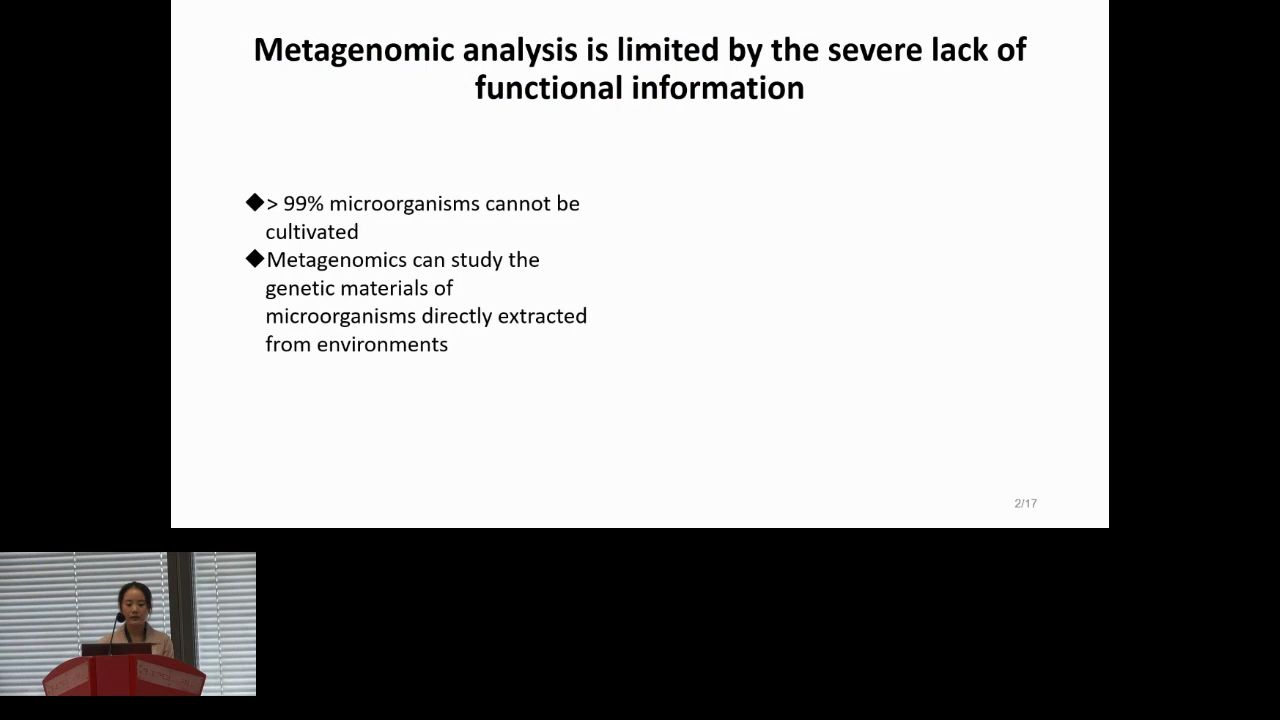 Metagenomic analysis is limited by the severe lack of
functional information
◆> 99% microorganisms cannot be
cultivated
◆Metagenomics can study the
genetic materials of
microorganisms directly extracted
from environments
2/17